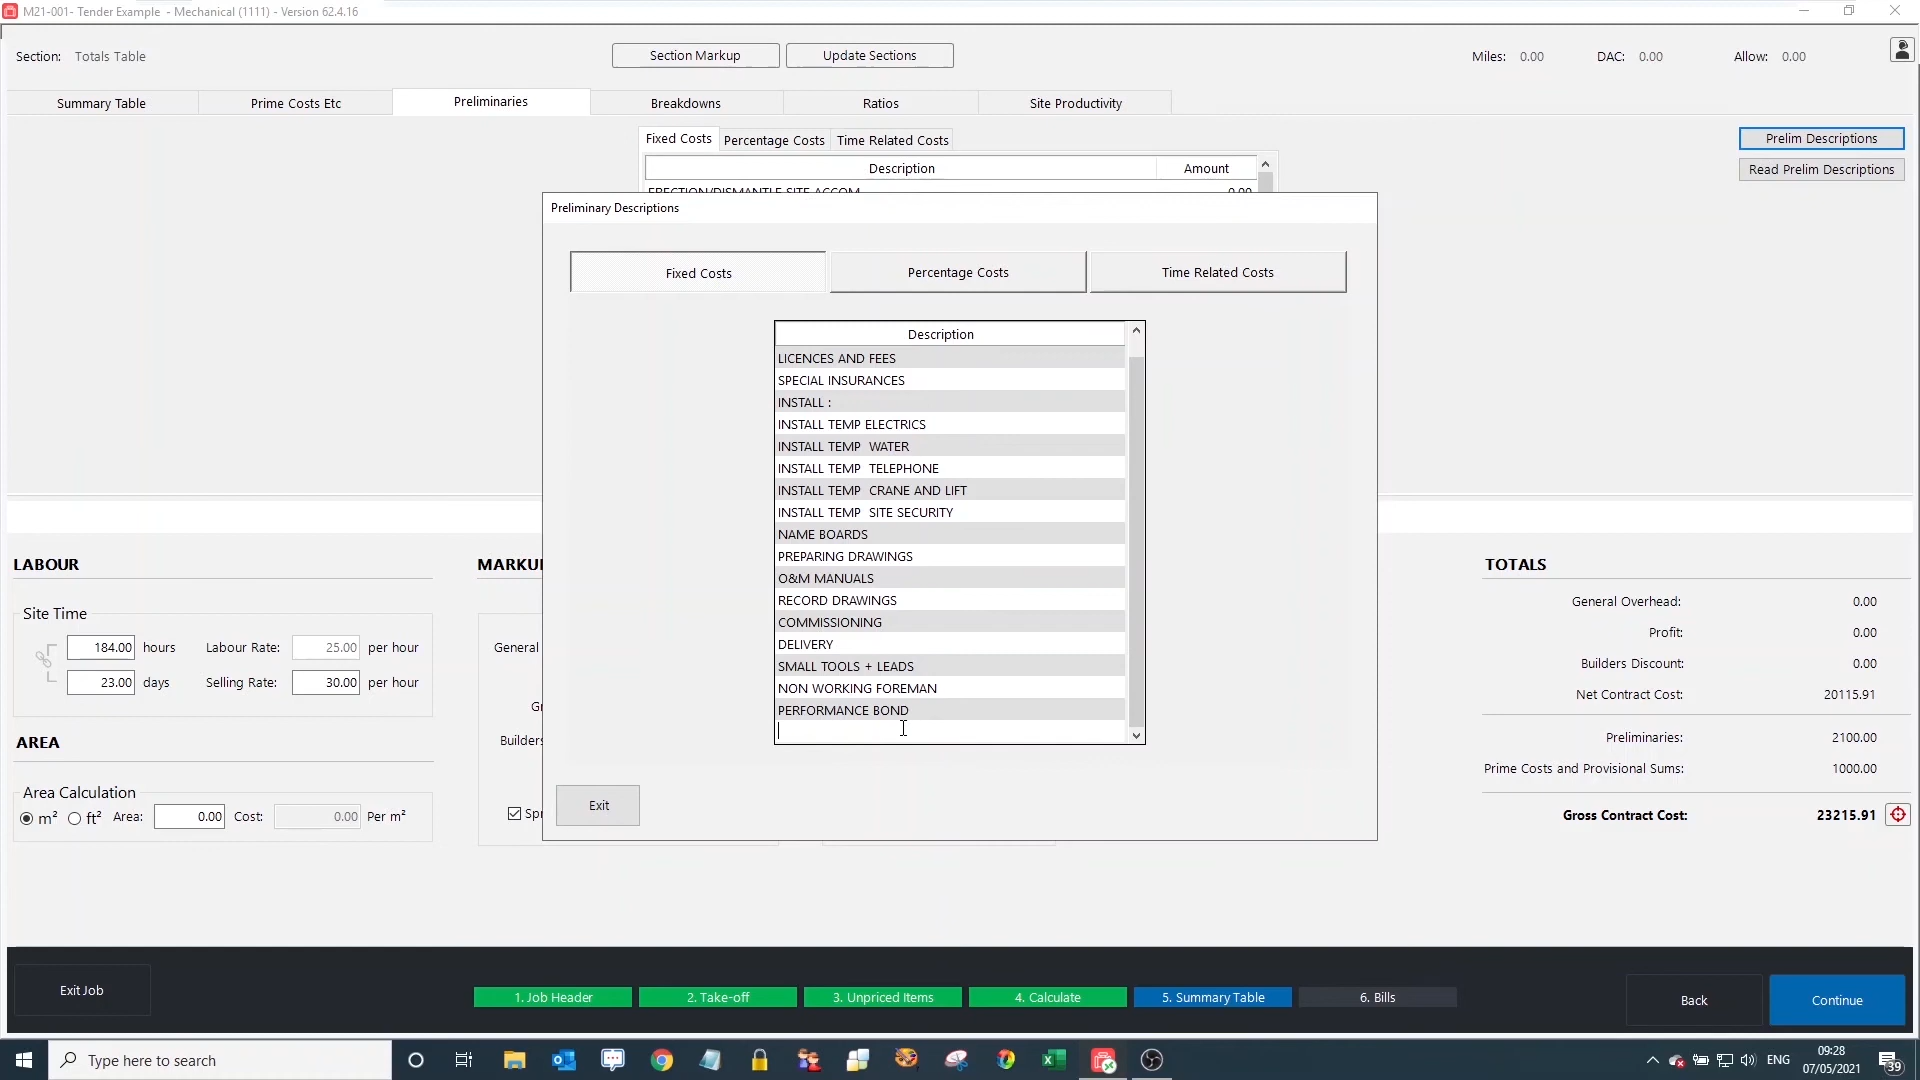 M21-001- Tender Example - Mechanical (1111) - Version 62.4.16
Section: Totals Table
Section Markup
Update Sections
Miles: 0.00 DAC: 0.00 Allow: 0.00
Summary Table
Prime Costs Etc
Preliminaries
Breakdowns
Ratios
Site Productivity
Fixed Costs
Percentage Costs
Time Related Costs
Prelim Descriptions
Read Prelim Descriptions
Description Amount
ERECTION/DISMANTLE SITE ACCOM 0.00
Preliminary Descriptions
Fixed Costs
Percentage Costs
Time Related Costs
Description
LICENCES AND FEES
SPECIAL INSURANCES
INSTALL :
INSTALL TEMP ELECTRICS
INSTALL TEMP WATER
INSTALL TEMP TELEPHONE
INSTALL TEMP CRANE AND LIFT
INSTALL TEMP SITE SECURITY
NAME BOARDS
PREPARING DRAWINGS
O&M MANUALS
RECORD DRAWINGS
COMMISSIONING
DELIVERY
SMALL TOOLS + LEADS
NON WORKING FOREMAN
PERFORMANCE BOND
Exit
LABOUR
Site Time
184.00 hours Labour Rate: 25.00 per hour
23.00 days Selling Rate: 30.00 per hour
AREA
Area Calculation
m² ft² Area: 0.00 Cost: 0.00 Per m²
MARKU
General
Gr
Builders
Spr
TOTALS
General Overhead: 0.00
Profit: 0.00
Builders Discount: 0.00
Net Contract Cost: 20115.91
Preliminaries: 2100.00
Prime Costs and Provisional Sums: 1000.00
Gross Contract Cost: 23215.91
Exit Job
1. Job Header
2. Take-off
3. Unpriced Items
4. Calculate
5. Summary Table
6. Bills
Back
Continue
Type here to search
ENG
09:28
07/05/2021
39